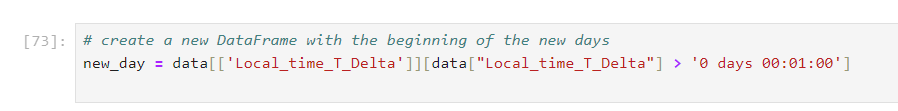 [73]: # create a new DataFrame with the beginning of the new days
new_day = data[['Local_time_T_Delta']][data["Local_time_T_Delta"] > '0 days 00:01:00']